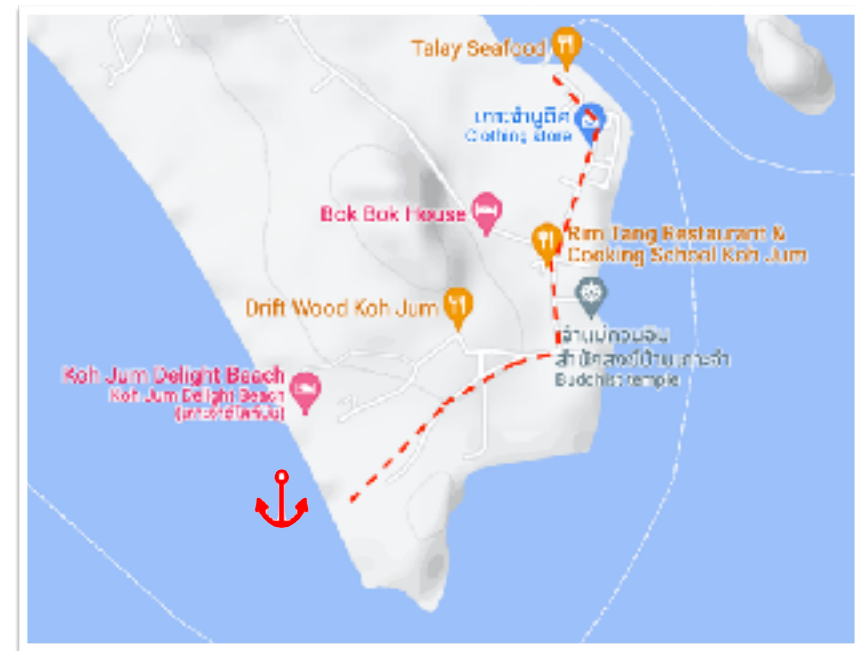 Talay Seafood
Clothing store
Bok Bok House
Rim Tang Restaurant &
Cooking School Koh Jum
Drift Wood Koh Jum
Buddhist temple
Koh Jum Delight Beach
Koh Jum Delight Beach